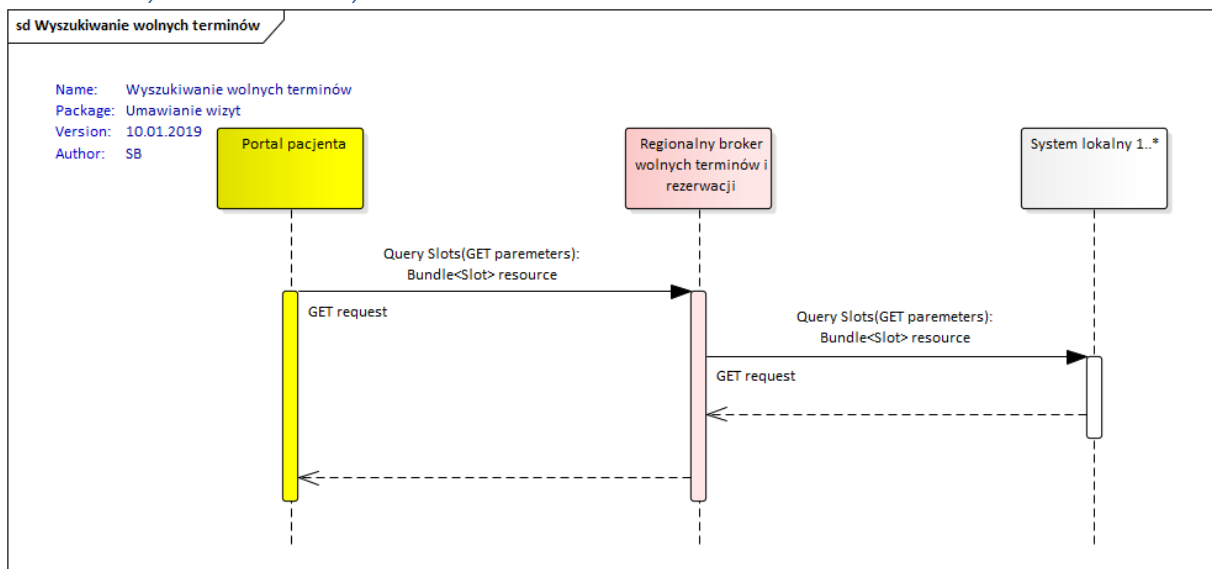 sd Wyszukiwanie wolnych terminów
Name: Wyszukiwanie wolnych terminów
Package: Umawianie wizyt
Version: 10.01.2019
Author: SB
Portal pacjenta
Regionalny broker
wolnych terminów i
rezerwacji
System lokalny 1..*
Query Slots(GET paremeters):
Bundle<Slot> resource
GET request
Query Slots(GET paremeters):
Bundle<Slot> resource
GET request